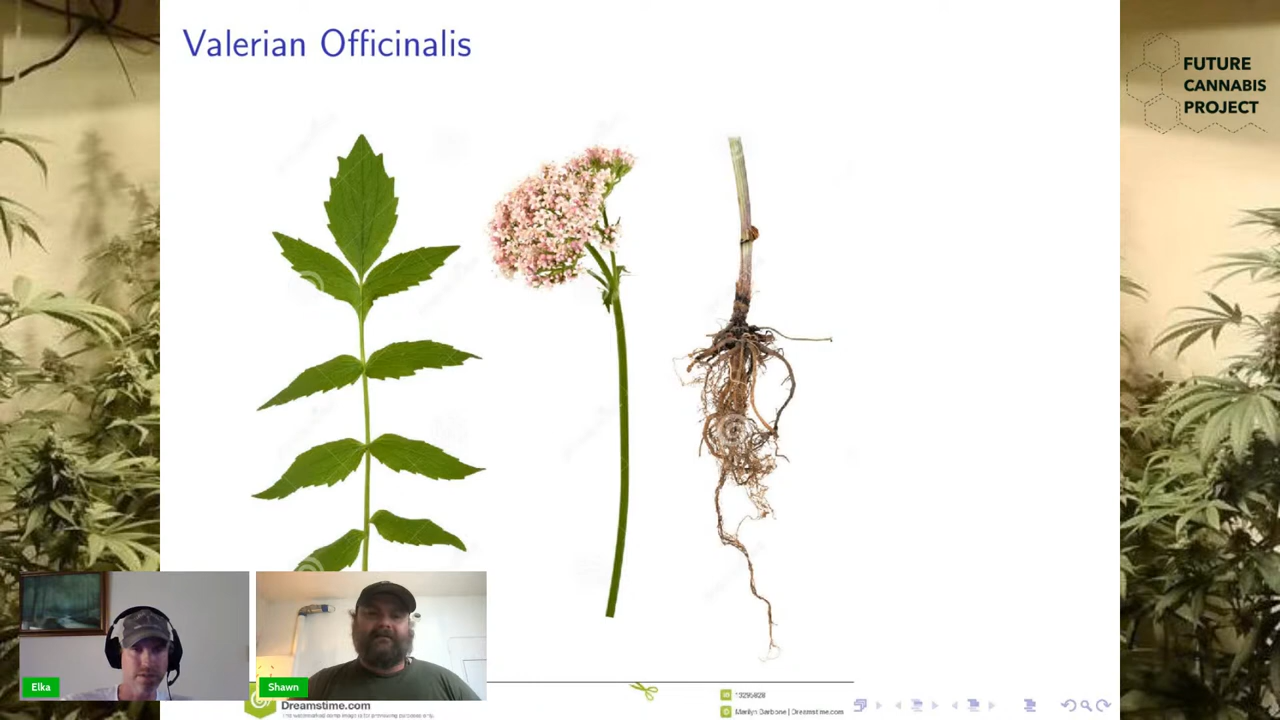 Valerian Officinalis
FUTURE
CANNABIS
PROJECT
Elka
Shawn
Dreamstime.com
Marilyn Barbone | Dreamstime.com